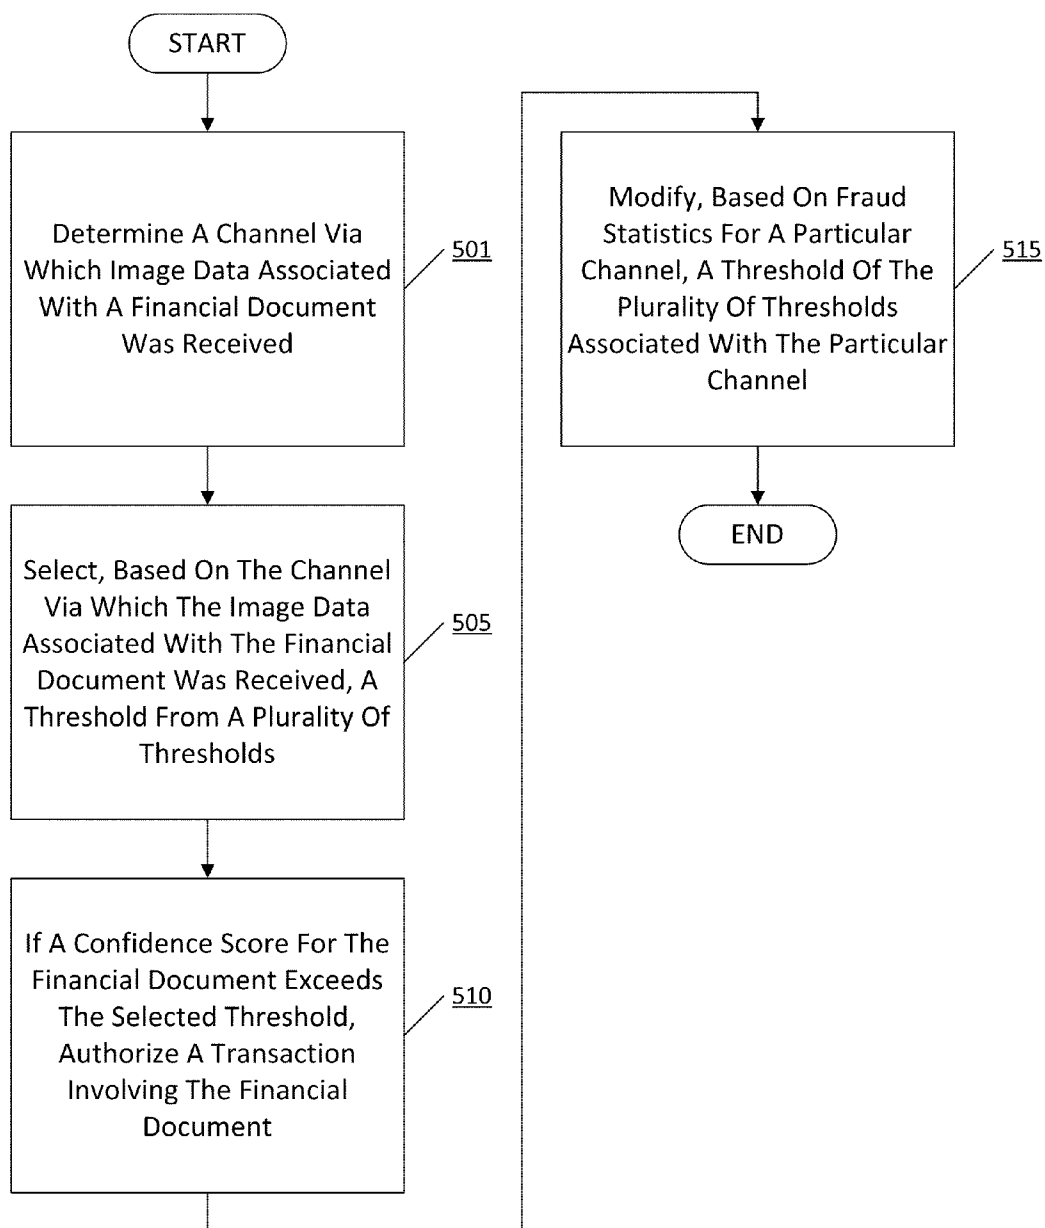 START
Determine A Channel Via
Which Image Data Associated
With A Financial Document
Was Received
501
Select, Based On The Channel
Via Which The Image Data
Associated With The Financial
Document Was Received, A
Threshold From A Plurality Of
Thresholds
505
If A Confidence Score For The
Financial Document Exceeds
The Selected Threshold,
Authorize A Transaction
Involving The Financial
Document
510
Modify, Based On Fraud
Statistics For A Particular
Channel, A Threshold Of The
Plurality Of Thresholds
Associated With The Particular
Channel
515
END